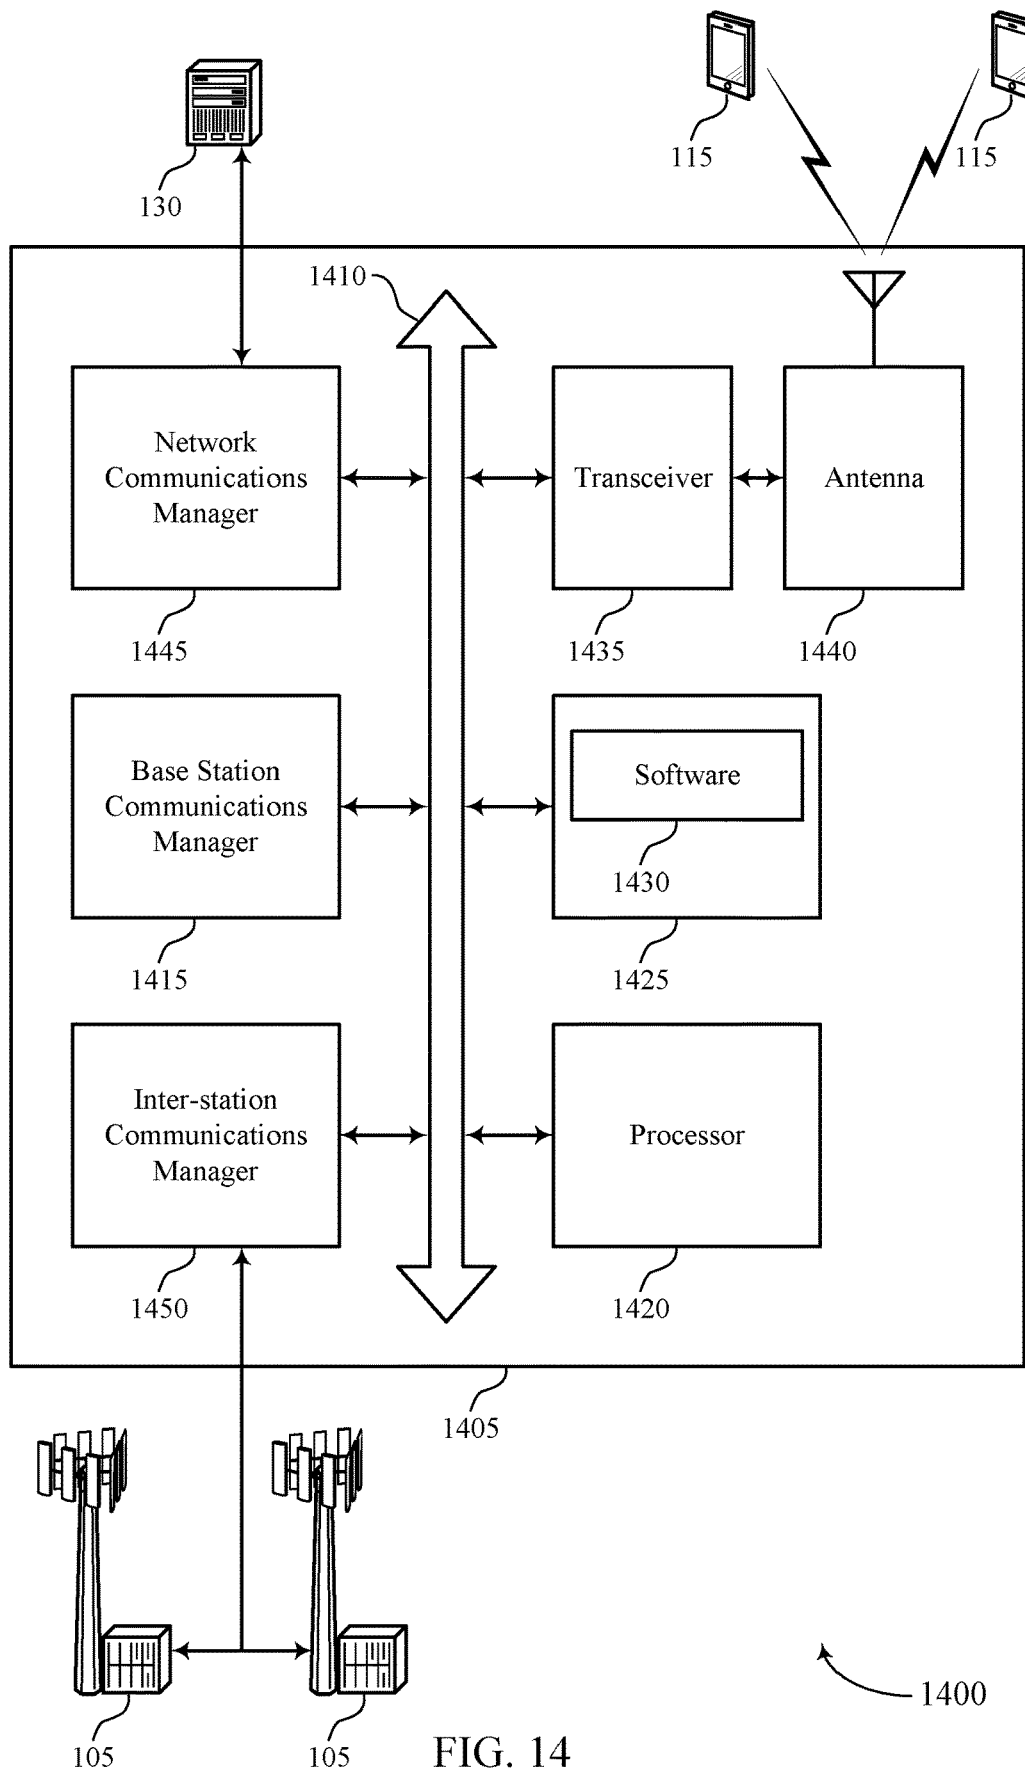 130
115
115
1410
Network
Communications
Manager
Transceiver
Antenna
1445
1435
1440
Base Station
Communications
Manager
Software
1430
1415
1425
Inter-station
Communications
Manager
Processor
1450
1420
1405
1400
105
105
FIG. 14